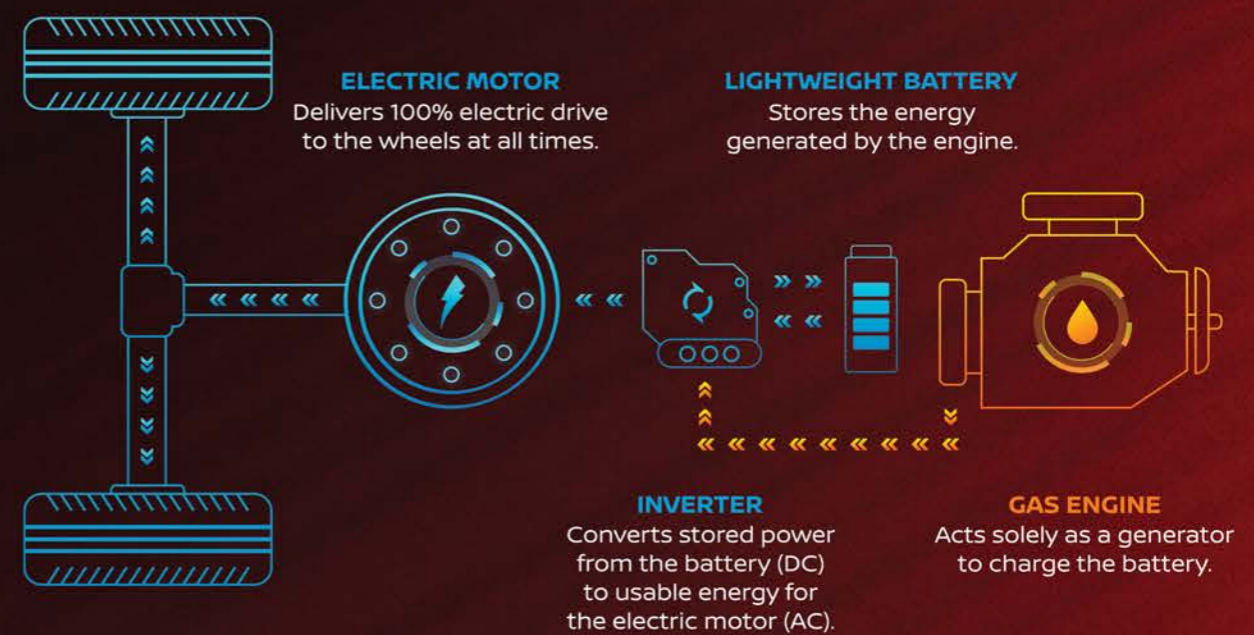 ELECTRIC MOTOR
Delivers 100% electric drive
to the wheels at all times.
LIGHTWEIGHT BATTERY
Stores the energy
generated by the engine.
INVERTER
Converts stored power
from the battery (DC)
to usable energy for
the electric motor (AC).
GAS ENGINE
Acts solely as a generator
to charge the battery.